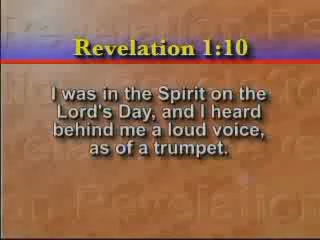 Revelation 1:10
I was in the Spirit on the
Lord's Day, and I heard
behind me a loud voice,
as of a trumpet.